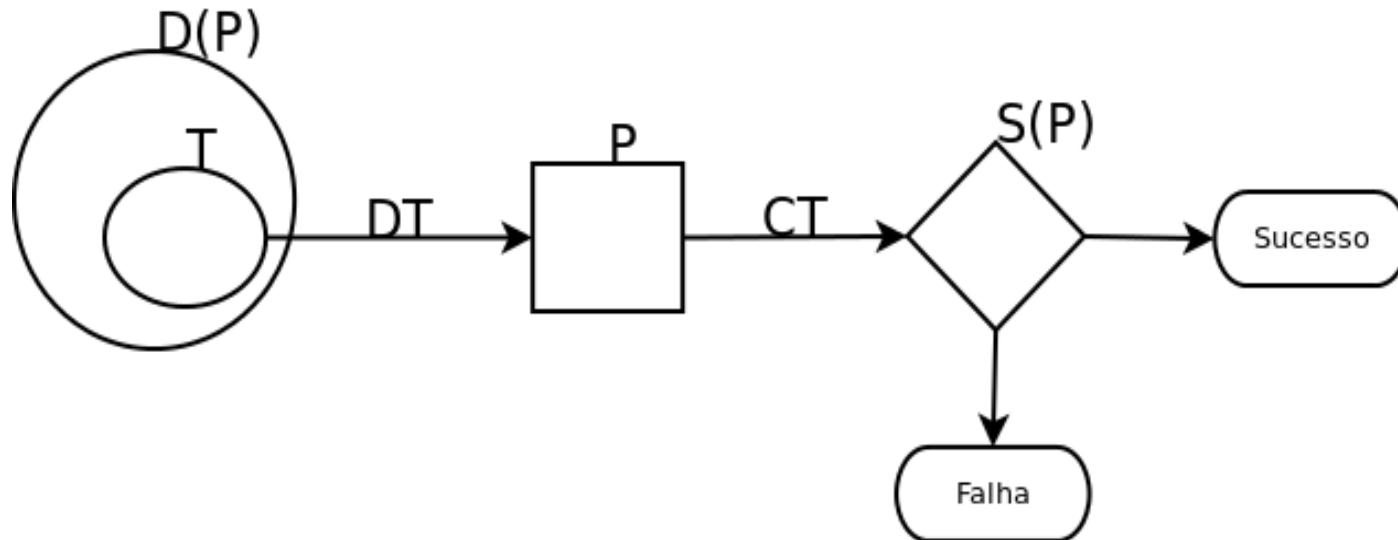 D(P)
T
DT
P
CT
S(P)
Sucesso
Falha